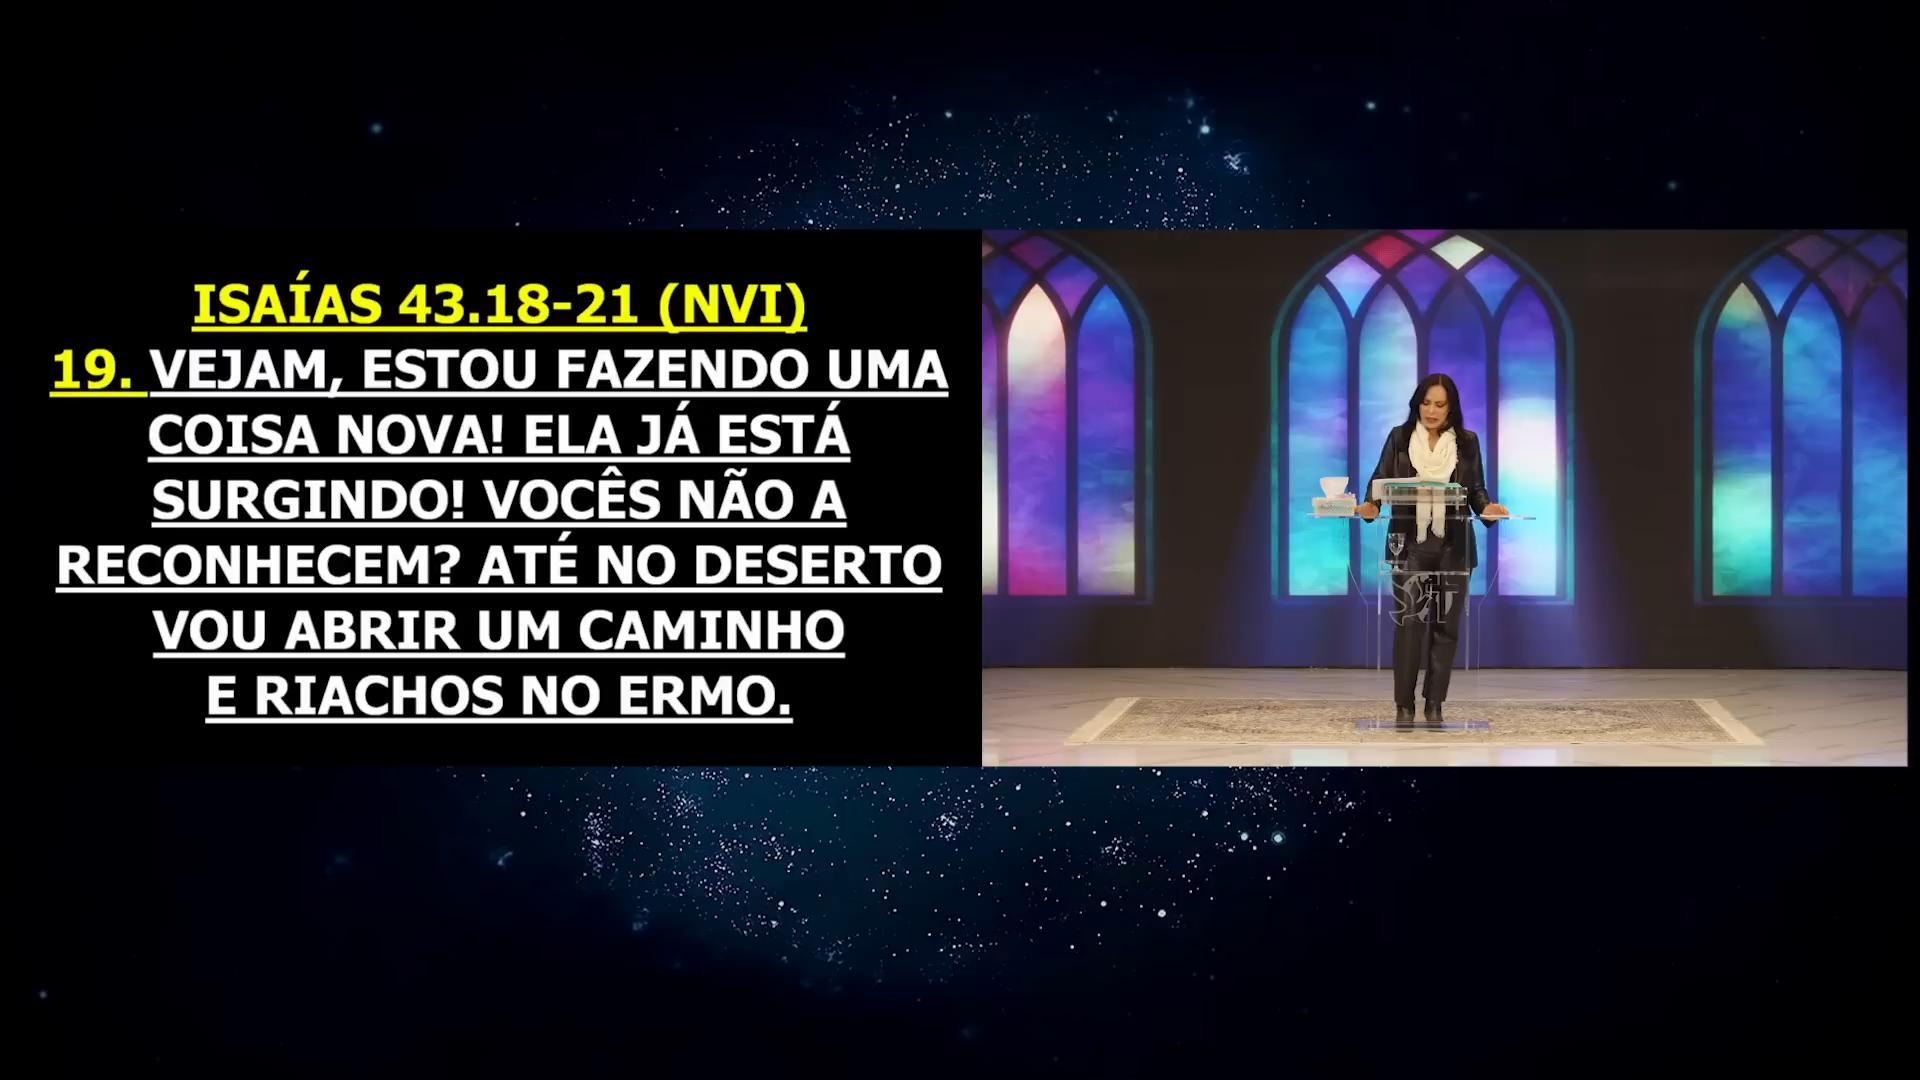 ISAÍAS 43.18-21 (NVI)
19. VEJAM, ESTOU FAZENDO UMA
COISA NOVA! ELA JÁ ESTÁ
SURGINDO! VOCÊS NÃO A
RECONHECEM? ATÉ NO DESERTO
VOU ABRIR UM CAMINHO
E RIACHOS NO ERMO.